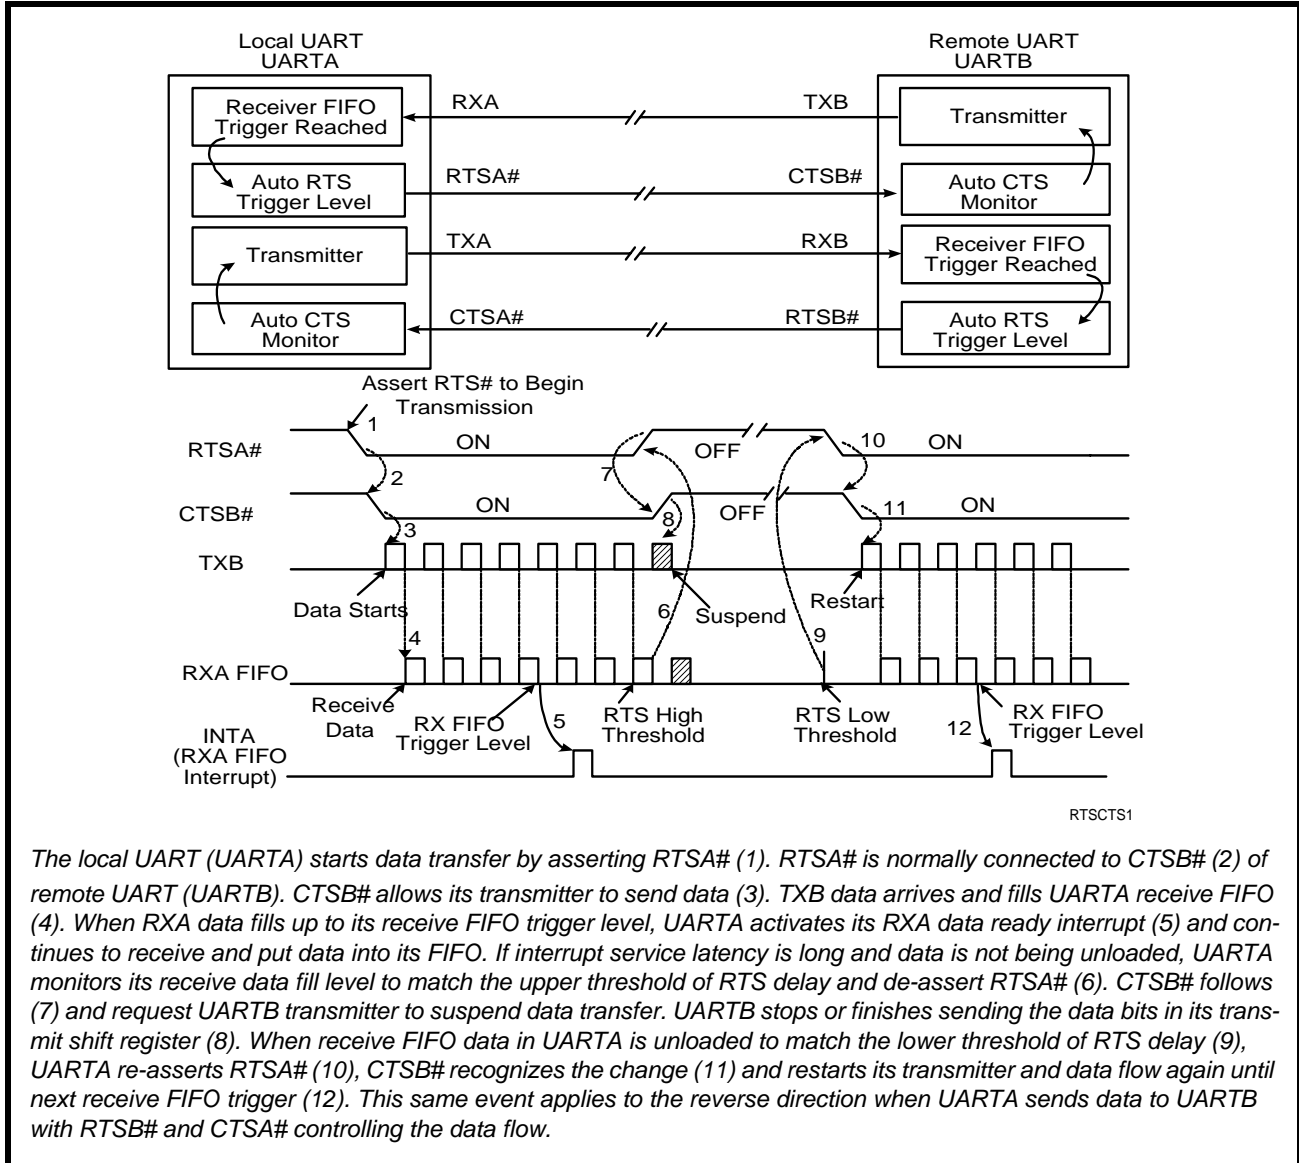 Local UART
UARTA
Remote UART
UARTB
Receiver FIFO
Trigger Reached
RXA
TXB
Transmitter
Auto RTS
Trigger Level
RTSA#
CTSB#
Auto CTS
Monitor
Transmitter
TXA
RXB
Receiver FIFO
Trigger Reached
Auto CTS
Monitor
CTSA#
RTSB#
Auto RTS
Trigger Level
Assert RTS# to Begin
Transmission
1
RTSA#
ON
OFF
10
ON
2
7
CTSB#
ON
8
OFF
11
ON
3
TXB
Data Starts
6
Suspend
Restart
4
9
RXA FIFO
Receive
Data
RX FIFO
Trigger Level
5
RTS High
Threshold
RTS Low
Threshold
12
RX FIFO
Trigger Level
INTA
(RXA FIFO
Interrupt)
RTSCTS1
The local UART (UARTA) starts data transfer by asserting RTSA# (1). RTSA# is normally connected to CTSB# (2) of
remote UART (UARTB). CTSB# allows its transmitter to send data (3). TXB data arrives and fills UARTA receive FIFO
(4). When RXA data fills up to its receive FIFO trigger level, UARTA activates its RXA data ready interrupt (5) and con-
tinues to receive and put data into its FIFO. If interrupt service latency is long and data is not being unloaded, UARTA
monitors its receive data fill level to match the upper threshold of RTS delay and de-assert RTSA# (6). CTSB# follows
(7) and request UARTB transmitter to suspend data transfer. UARTB stops or finishes sending the data bits in its trans-
mit shift register (8). When receive FIFO data in UARTA is unloaded to match the lower threshold of RTS delay (9),
UARTA re-asserts RTSA# (10), CTSB# recognizes the change (11) and restarts its transmitter and data flow again until
next receive FIFO trigger (12). This same event applies to the reverse direction when UARTA sends data to UARTB
with RTSB# and CTSA# controlling the data flow.